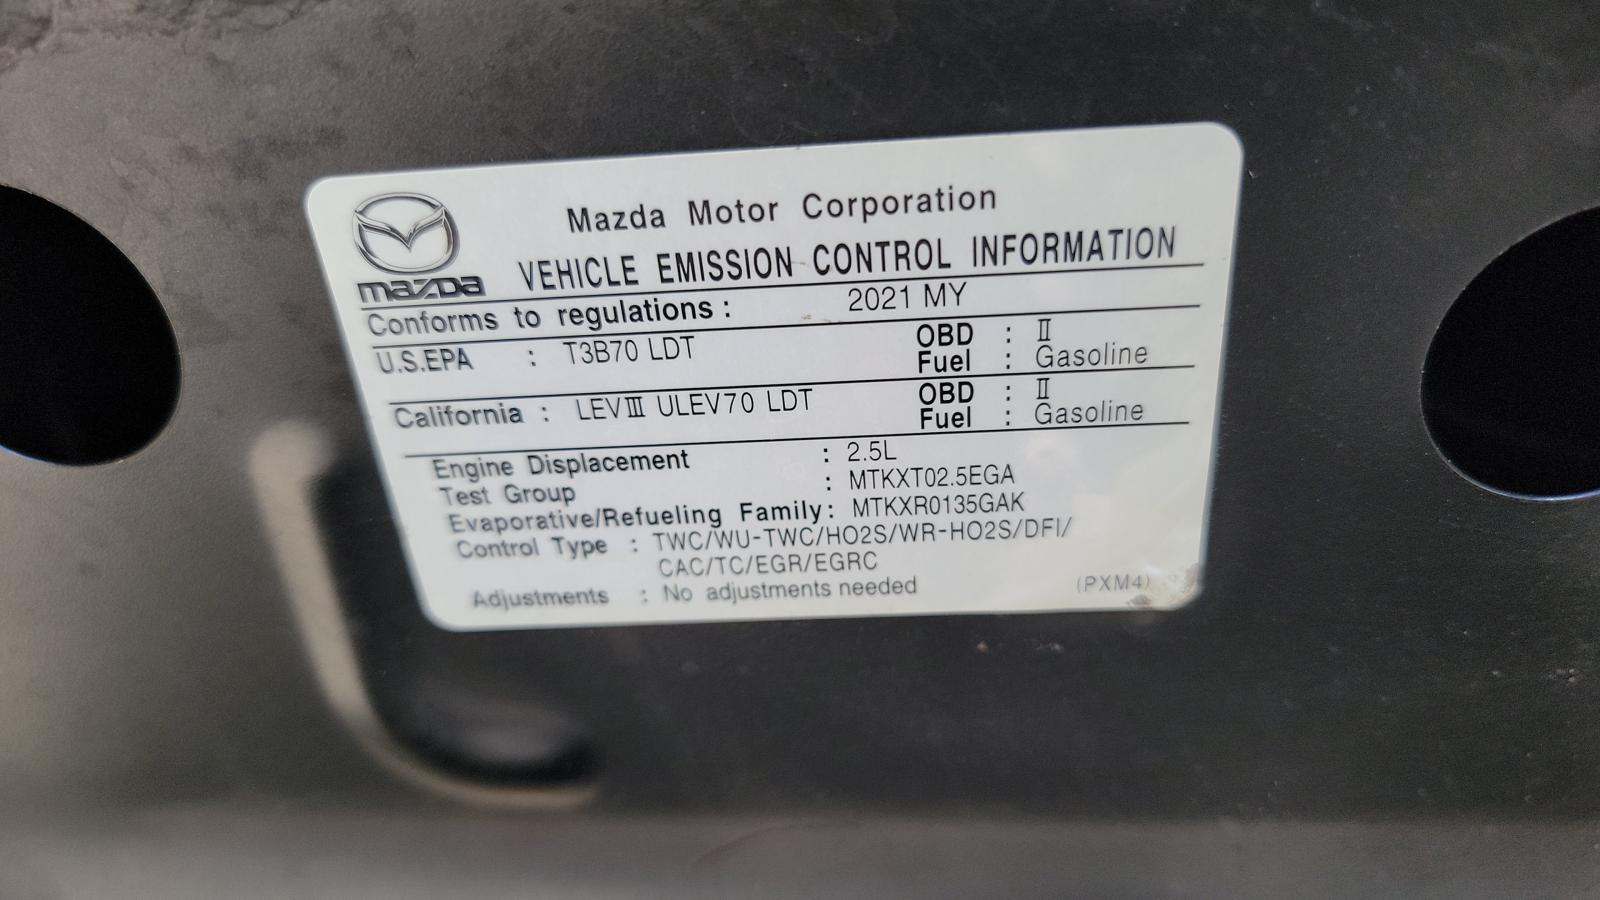 mazda
Mazda Motor Corporation
VEHICLE EMISSION CONTROL INFORMATION
Conforms to regulations : 2021 MY
U.S.EPA : T3B70 LDT OBD : II
Fuel : Gasoline
California : LEVIII ULEV70 LDT OBD : II
Fuel : Gasoline
Engine Displacement : 2.5L
Test Group : MTKXT02.5EGA
Evaporative/Refueling Family : MTKXR0135GAK
Control Type : TWC/WU-TWC/HO2S/WR-HO2S/DFI/
CAC/TC/EGR/EGRC
Adjustments : No adjustments needed (PXM4)